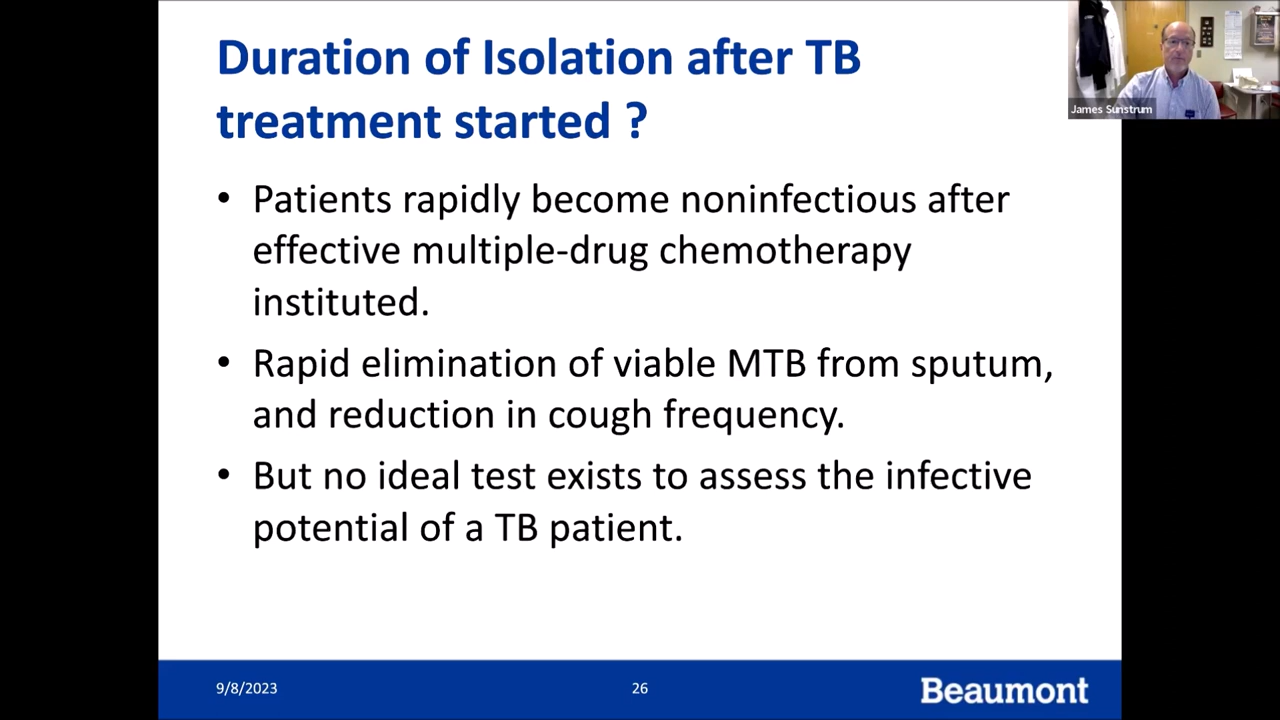 Duration of Isolation after TB
treatment started ?
James Sunstrum
• Patients rapidly become noninfectious after
effective multiple-drug chemotherapy
instituted.
• Rapid elimination of viable MTB from sputum,
and reduction in cough frequency.
• But no ideal test exists to assess the infective
potential of a TB patient.
9/8/2023
26
Beaumont